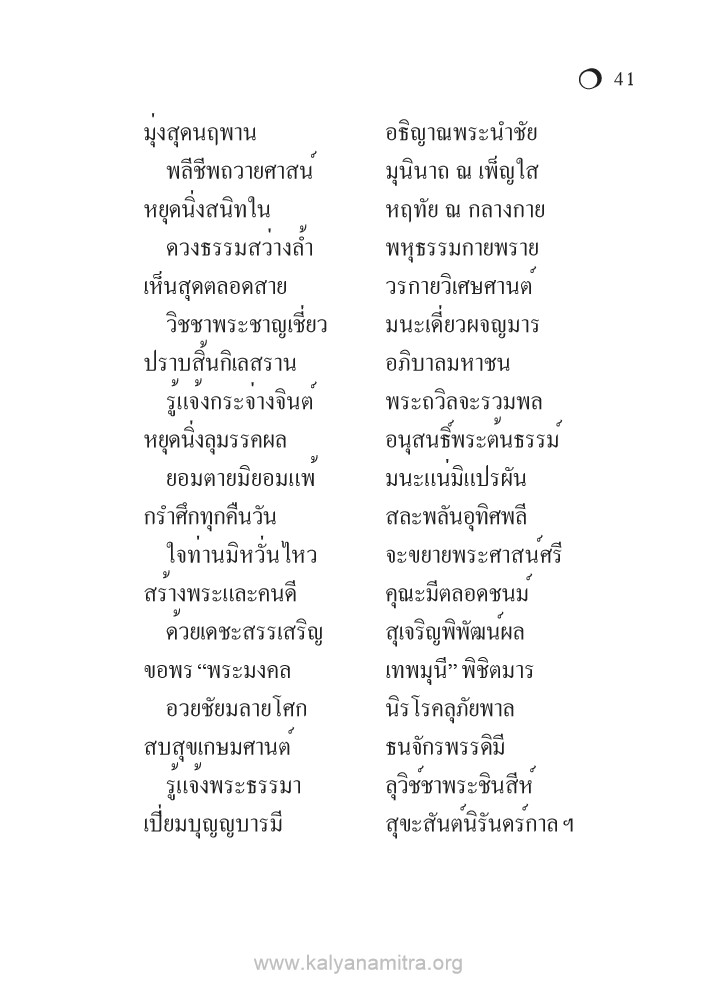 41
มุ่งสุดนฤพาน อธิญาณพระนำชัย
พลีชีพถวายศาสน์ มุนินาถ ณ เพ็ญใส
หยุดนิ่งสนิทใน หฤทัย ณ กลางกาย
ดวงธรรมสว่างล้ำ พหุธรรมกายพราย
เห็นสุดตลอดสาย วรกายวิเศษศานต์
วิชชาพระชาญเชี่ยว มนะเดี่ยวผจญมาร
ปราบสิ้นกิเลสราน อภิบาลมหาชน
รู้แจ้งกระจ่างจินต์ พระถวิลจะรวมพล
หยุดนิ่งลุมรรคผล อนุสนธิ์พระต้นธรรม์
ยอมตายมิยอมแพ้ มนะแน่มิแปรผัน
กรำศึกทุกคืนวัน สละพลันอุทิศพลี
ใจท่านมิหวั่นไหว จะขยายพระศาสน์ศรี
สร้างพระและคนดี คุณะมีตลอดชนม์
ด้วยเดชะสรรเสริญ สุเจริญพิพัฒน์ผล
ขอพร “พระมงคล เทพมุนี” พิชิตมาร
อวยชัยมลายโศก นิรโรคลุภัยพาล
สบสุขเกษมศานต์ ธนจักรพรรดิมี
รู้แจ้งพระธรรมา ลุวิช์ชาพระชินสีห์
เปี่ยมบุญญบารมี สุขะสันต์นิรันดร์กาล ฯ
www.kalyanamitra.org